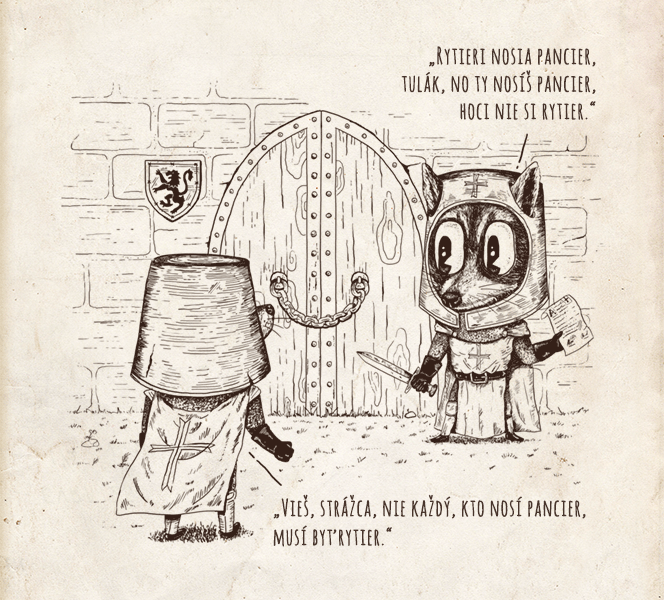 „Rytieri nosia pancier,
tulák, no ty nosíš pancier,
hoci nie si rytier.“
„Vieš, strážca, nie každý, kto nosí pancier,
musí byť rytier.“